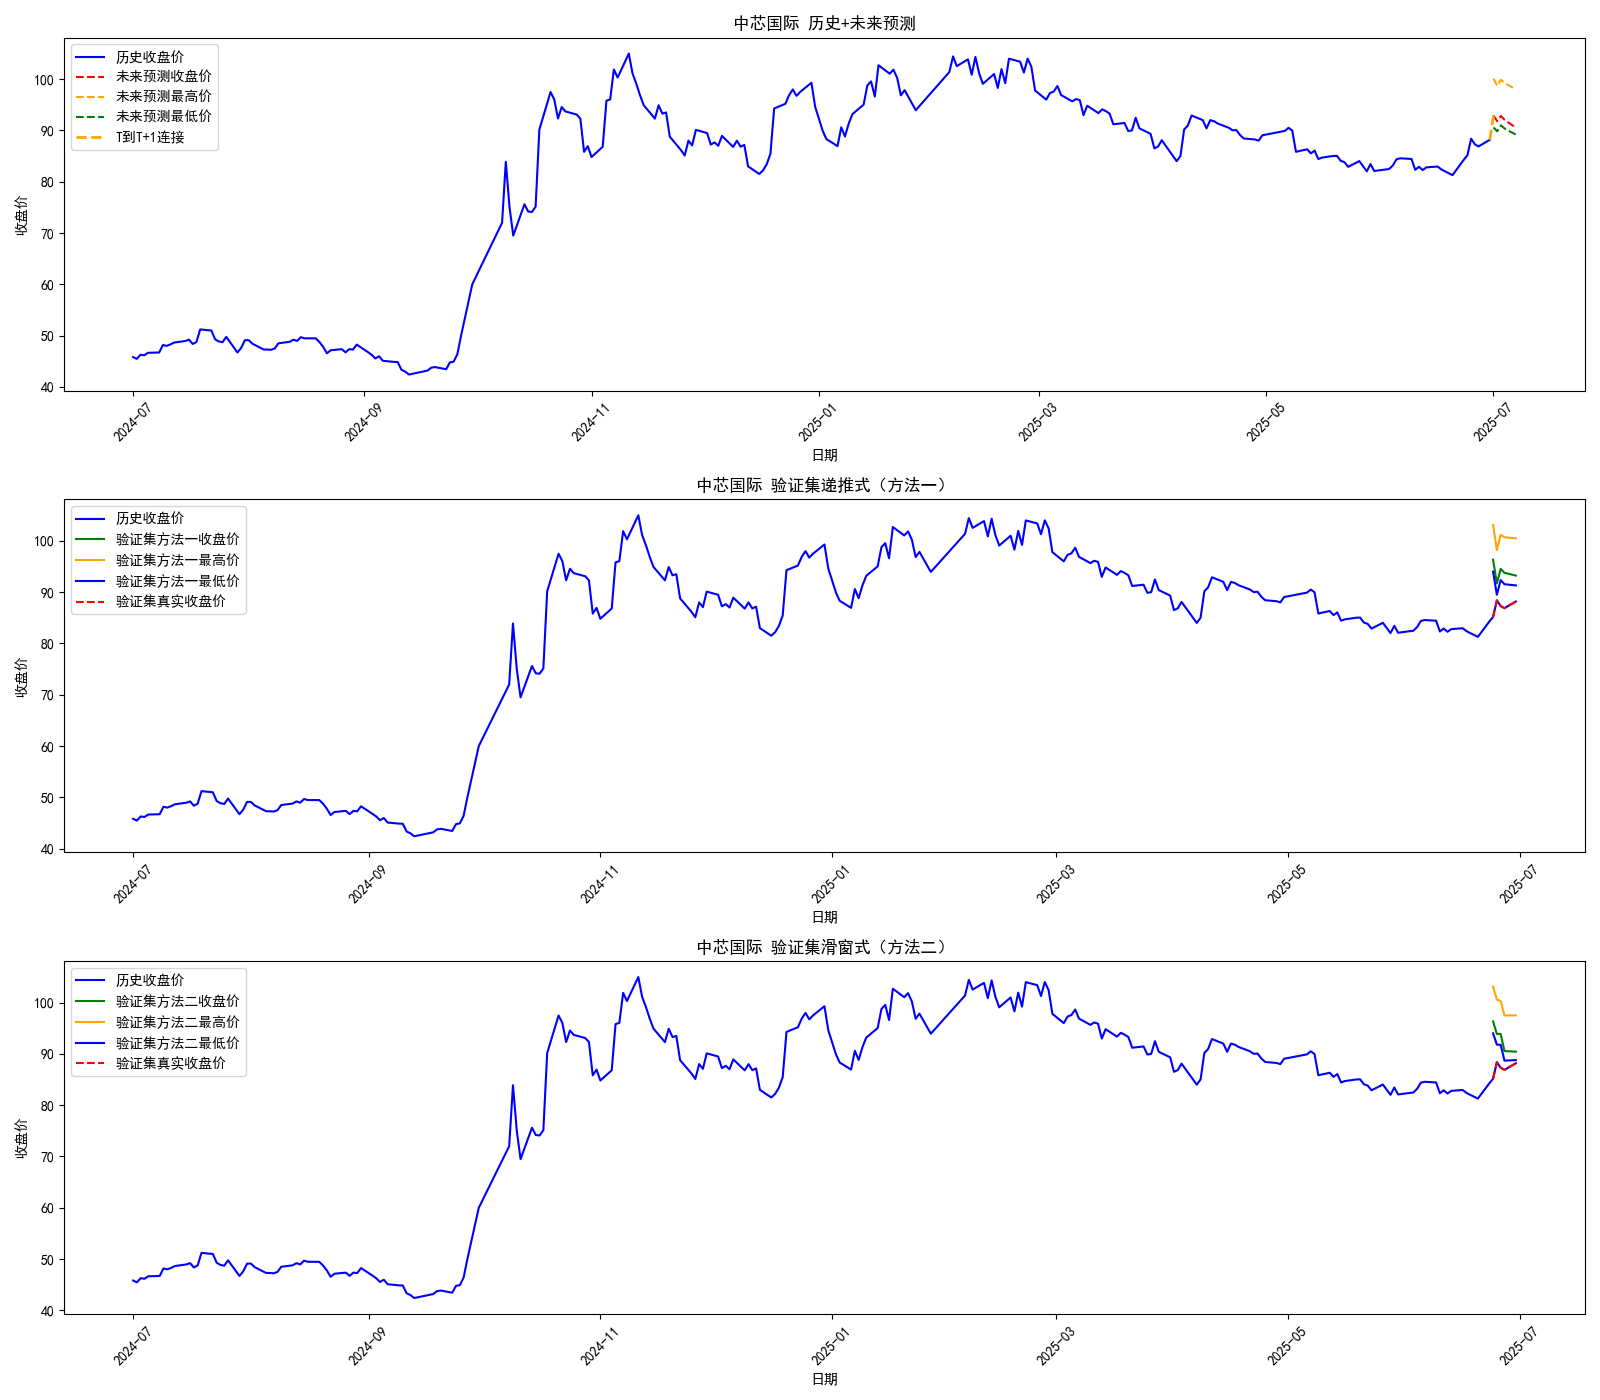 中芯国际 历史+未来预测
历史收盘价
未来预测收盘价
未来预测最高价
未来预测最低价
T到T+1连接
收盘价
100
90
80
70
60
50
40
2024-07
2024-09
2024-11
2025-01
2025-03
2025-05
2025-07
日期
中芯国际 验证集递推式（方法一）
历史收盘价
验证集方法一收盘价
验证集方法一最高价
验证集方法一最低价
验证集真实收盘价
收盘价
100
90
80
70
60
50
40
2024-07
2024-09
2024-11
2025-01
2025-03
2025-05
2025-07
日期
中芯国际 验证集滑窗式（方法二）
历史收盘价
验证集方法二收盘价
验证集方法二最高价
验证集方法二最低价
验证集真实收盘价
收盘价
100
90
80
70
60
50
40
2024-07
2024-09
2024-11
2025-01
2025-03
2025-05
2025-07
日期